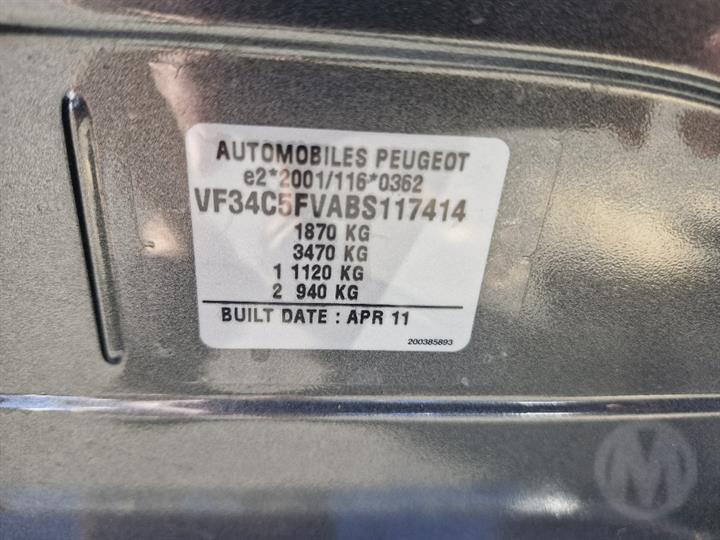 AUTOMOBILES PEUGEOT
e2*2001/116*0362
VF34C5FVABS117414
1870 KG
3470 KG
1 1120 KG
2 940 KG
BUILT DATE : APR 11
200385893
M